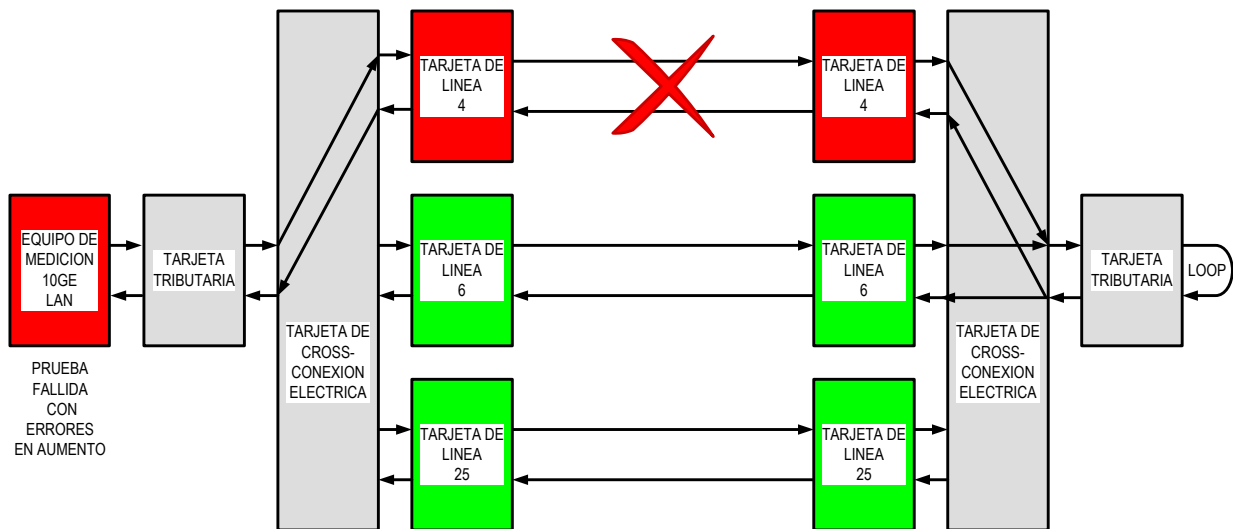 TARJETA DE
LINEA
4
TARJETA DE
LINEA
4
EQUIPO DE
MEDICION
10GE
LAN
TARJETA
TRIBUTARIA
TARJETA DE
LINEA
6
TARJETA DE
LINEA
6
TARJETA
TRIBUTARIA
LOOP
TARJETA DE
CROSS-
CONEXION
ELECTRICA
TARJETA DE
CROSS-
CONEXION
ELECTRICA
PRUEBA
FALLIDA
CON
ERRORES
EN AUMENTO
TARJETA DE
LINEA
25
TARJETA DE
LINEA
25